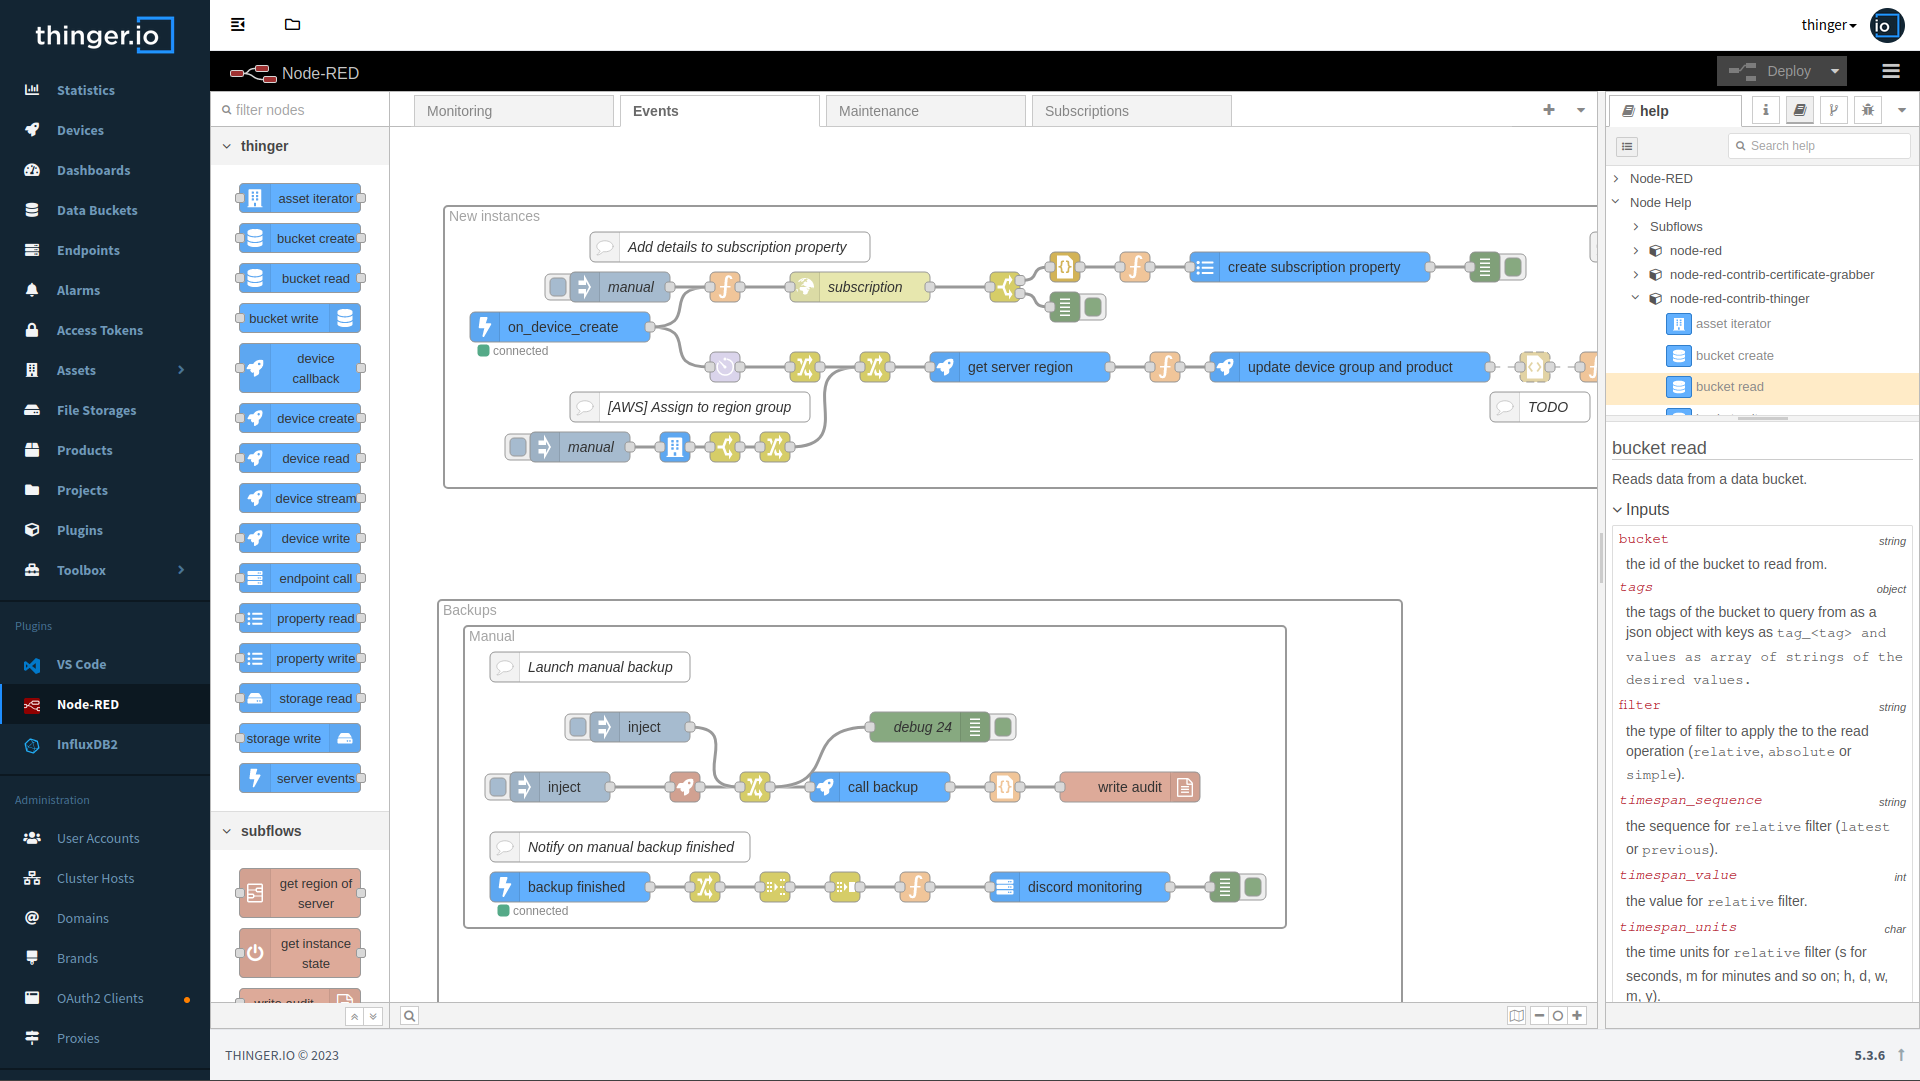 thinger.io
Statistics
Devices
Dashboards
Data Buckets
Endpoints
Alarms
Access Tokens
Assets
File Storages
Products
Projects
Plugins
Toolbox
Plugins
VS Code
Node-RED
InfluxDB2
Administration
User Accounts
Cluster Hosts
Domains
Brands
OAuth2 Clients
Proxies
thinger
io
Node-RED
Deploy
filter nodes
thinger
asset iterator
bucket create
bucket read
bucket write
device
callback
device create
device read
device stream
device write
endpoint call
property read
property write
storage read
storage write
server events
subflows
get region of
server
get instance
state
write audit
Monitoring
Events
Maintenance
Subscriptions
New instances
Add details to subscription property
manual
subscription
create subscription property
on_device_create
connected
get server region
update device group and product
[AWS] Assign to region group
TODO
manual
Backups
Manual
Launch manual backup
inject
debug 24
inject
call backup
write audit
Notify on manual backup finished
backup finished
discord monitoring
connected
help
Search help
Node-RED
Node Help
Subflows
node-red
node-red-contrib-certificate-grabber
node-red-contrib-thinger
asset iterator
bucket create
bucket read
bucket read
Reads data from a data bucket.
Inputs
bucket string
the id of the bucket to read from.
tags object
the tags of the bucket to query from as a
json object with keys as tag_<tag> and
values as array of strings of the
desired values.
filter string
the type of filter to apply the to the read
operation (relative, absolute or
simple).
timespan_sequence string
the sequence for relative filter (latest
or previous).
timespan_value int
the value for relative filter.
timespan_units char
the time units for relative filter (s for
seconds, m for minutes and so on; h, d, w,
m, y).
THINGER.IO © 2023
5.3.6